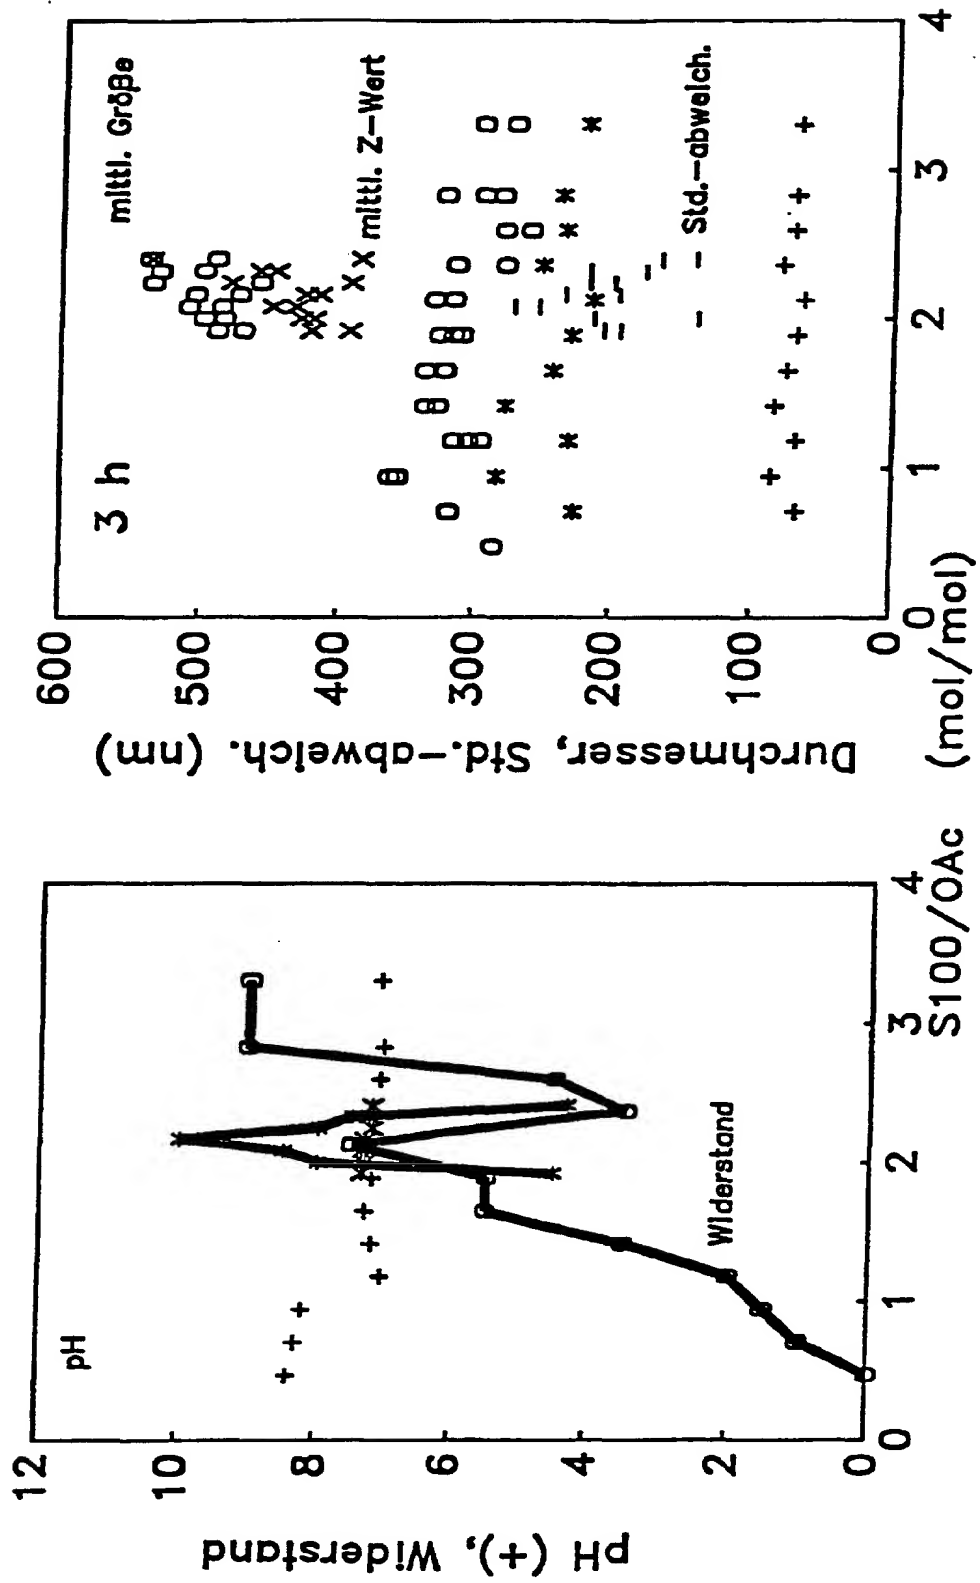 pH (+), Widerstand
12
10
8
6
4
2
0
pH
Widerstand
0
1
2
3
4
Durchmesser, Std.-abweich. (nm)
600
500
400
300
200
100
0
3 h
mittl. Größe
mittl. Z-Wert
Std.-abweich.
0
1
2
3
4
S100/OAc (mol/mol)